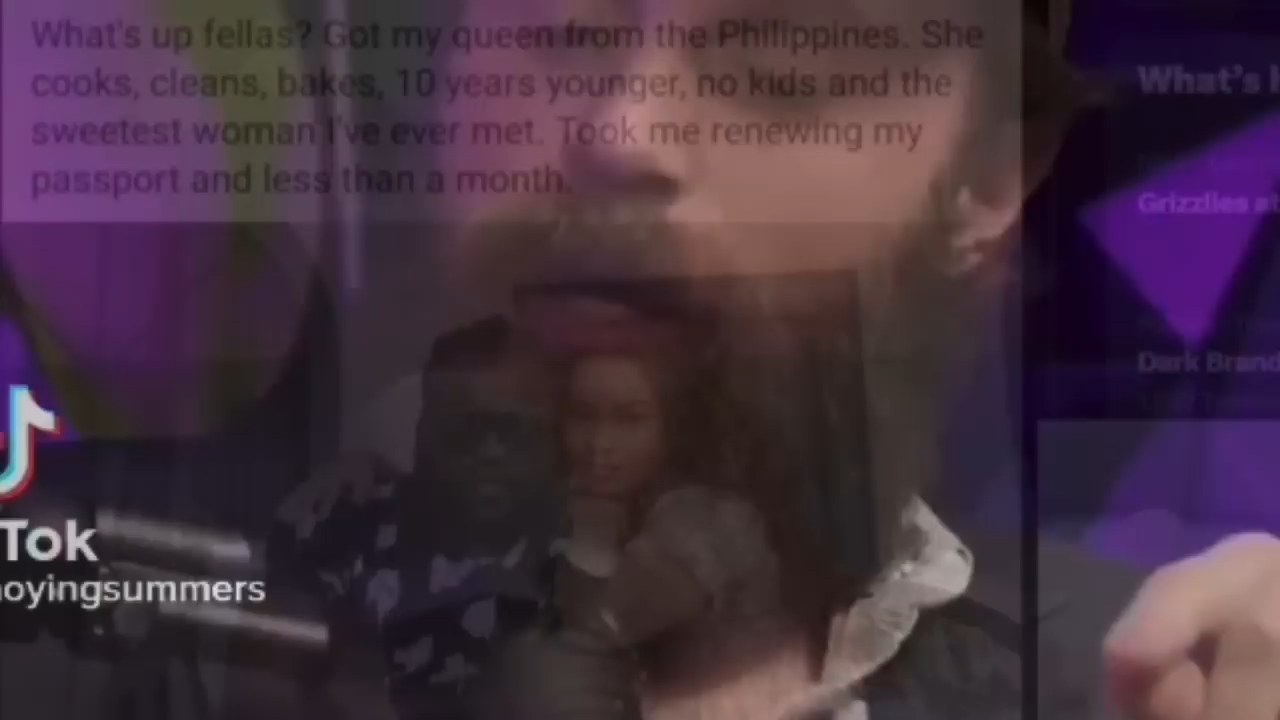 What's up fellas? Got my queen from the Philippines. She
cooks, cleans, bakes, 10 years younger, no kids and the
sweetest woman I've ever met. Took me renewing my
passport and less than a month.
What's
Grizzlies
Dark Brand
Tok
oyingsummers